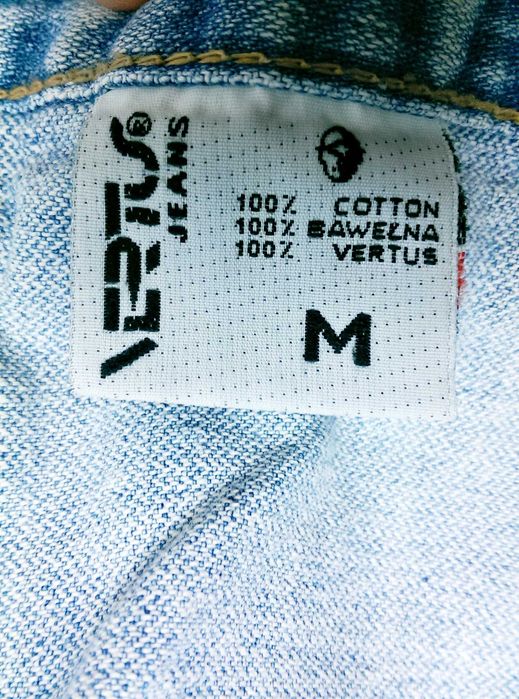 VERTUS®
JEANS
100% COTTON
100% BAWEŁNA
100% VERTUS
M